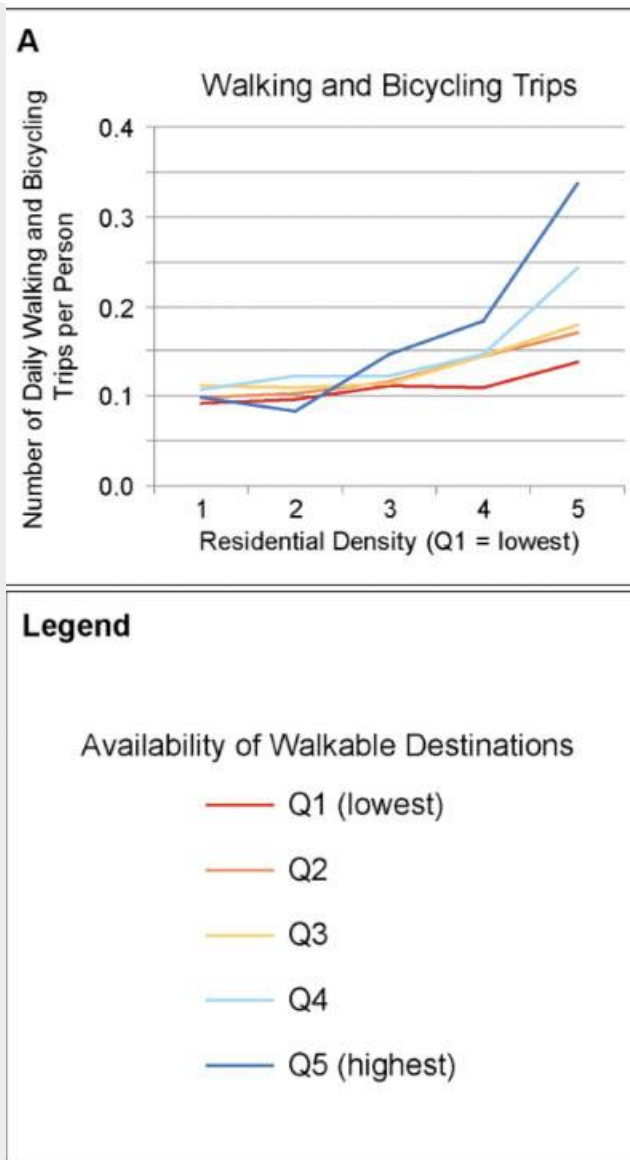 A
Walking and Bicycling Trips
Number of Daily Walking and Bicycling
Trips per Person
0.4
0.3
0.2
0.1
0.0
1 2 3 4 5
Residential Density (Q1 = lowest)
Legend
Availability of Walkable Destinations
Q1 (lowest)
Q2
Q3
Q4
Q5 (highest)